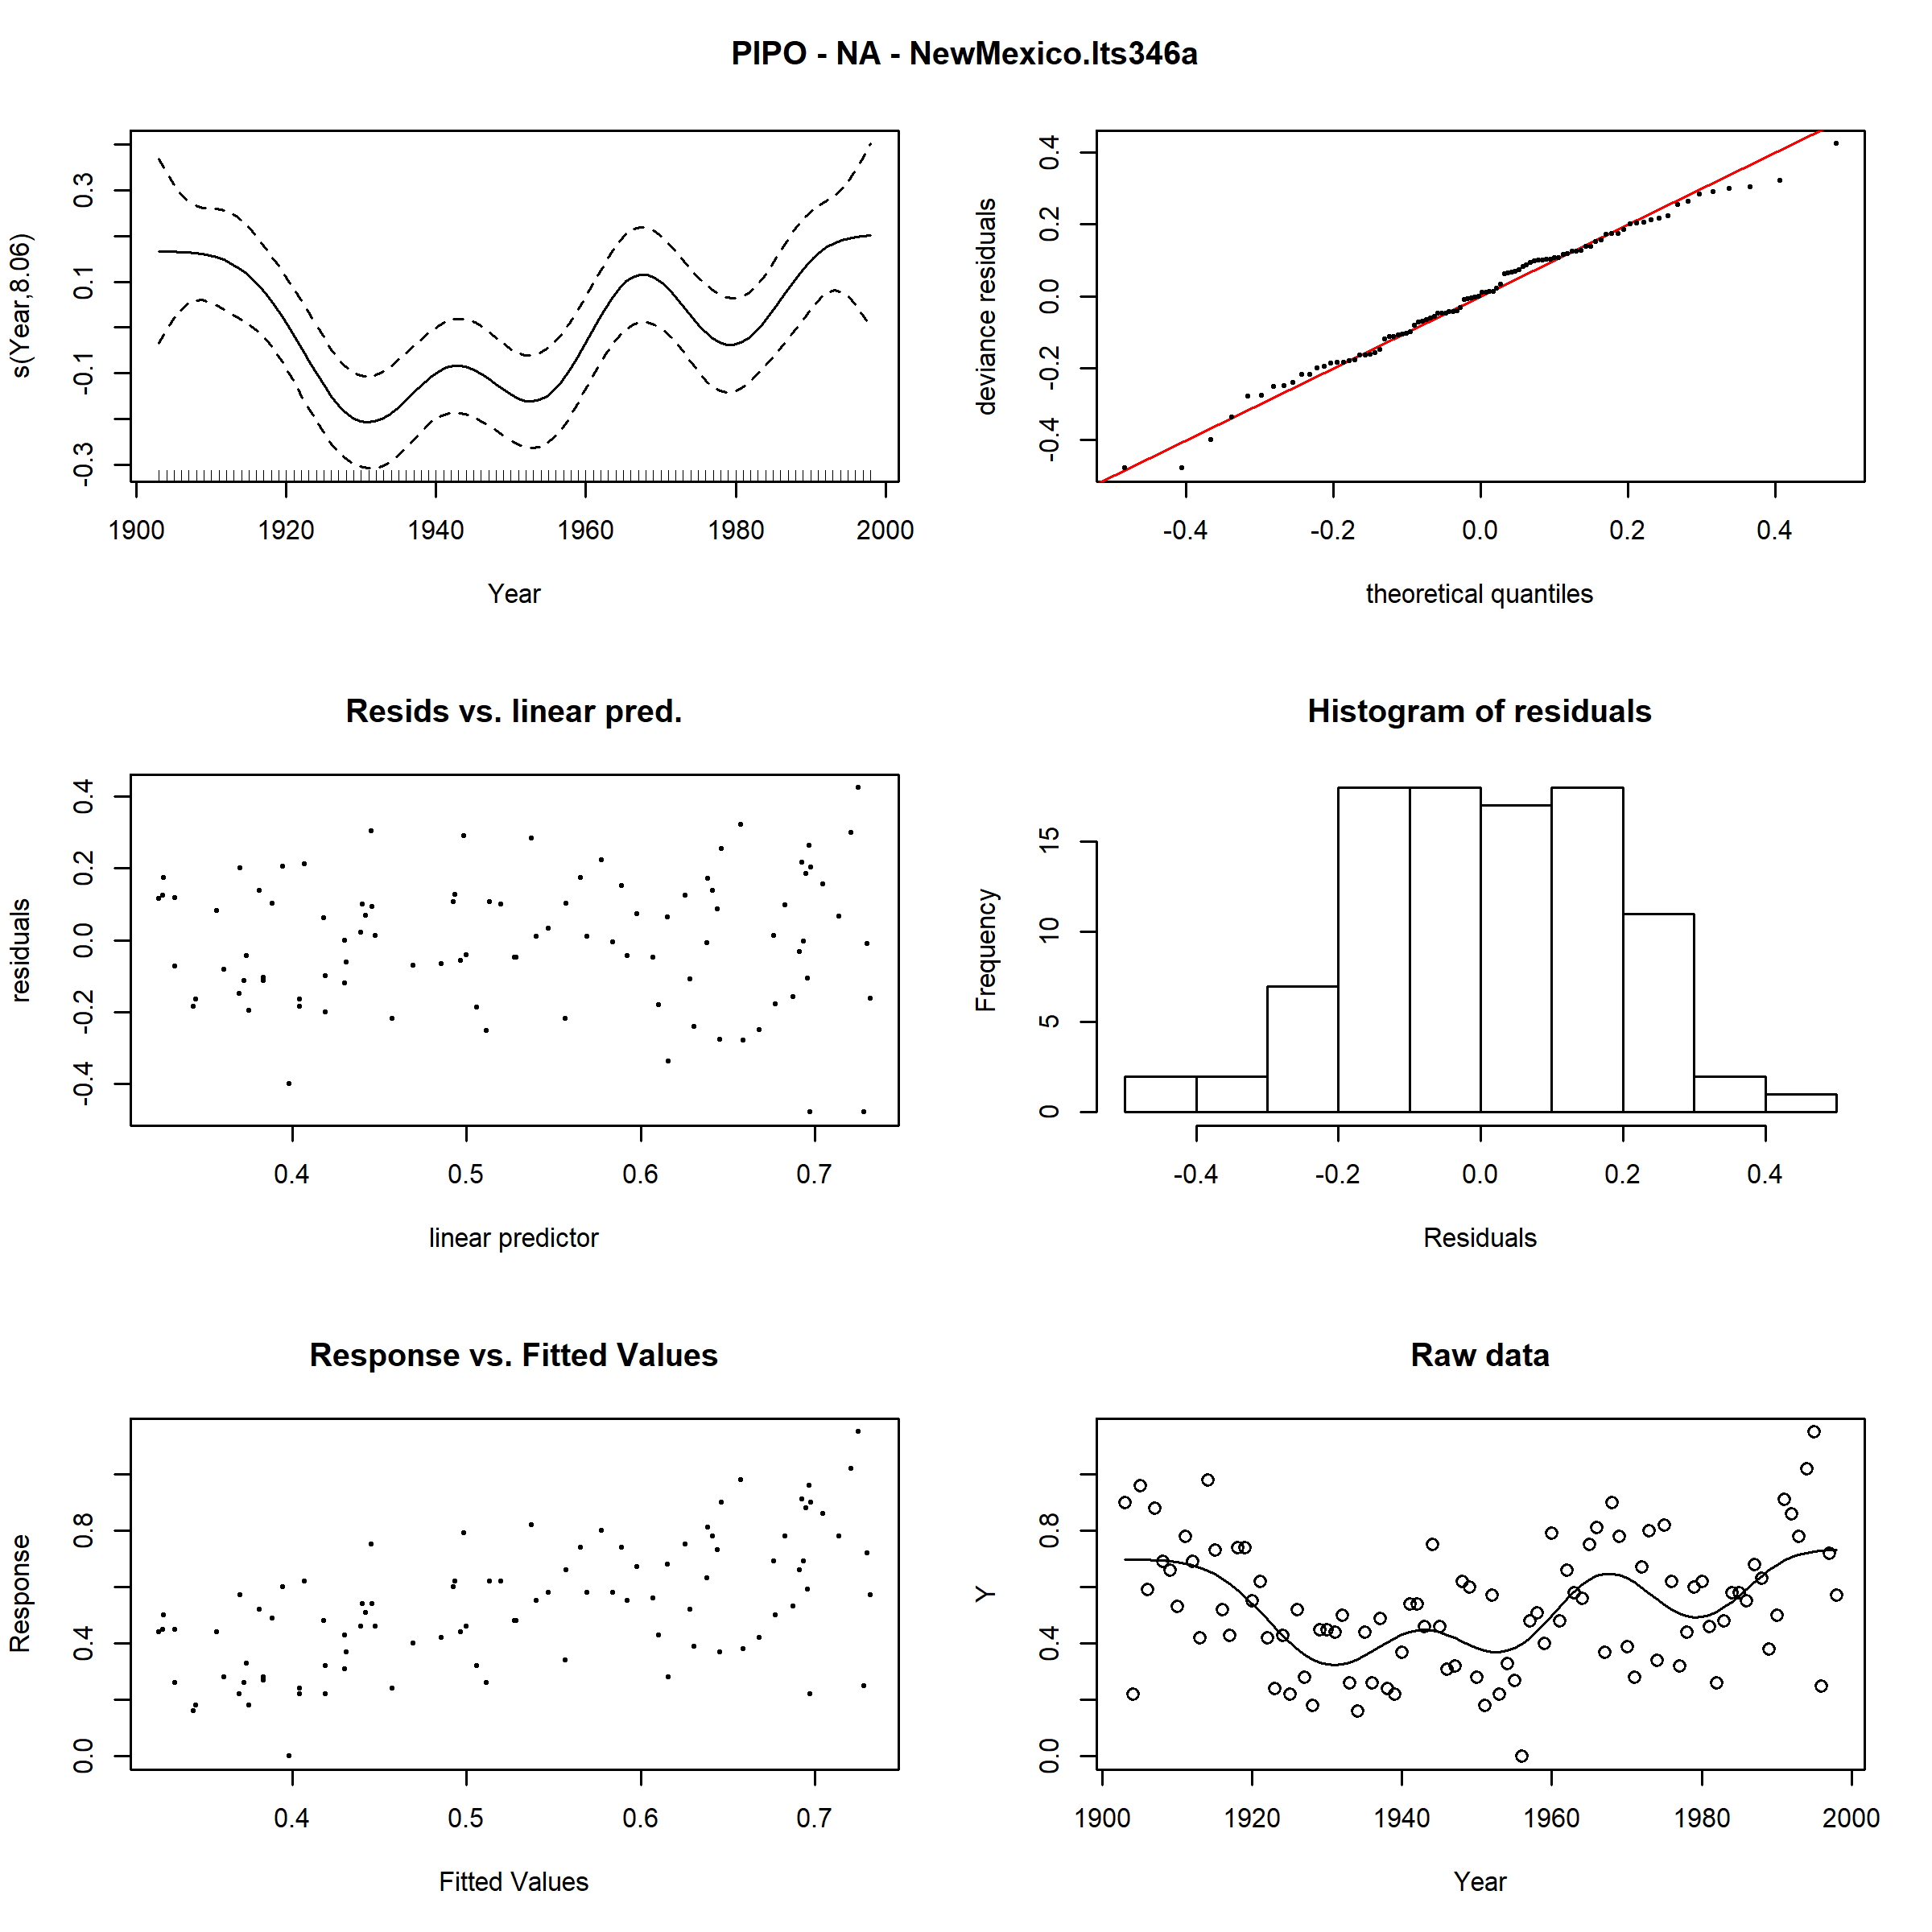 PIPO - NA - NewMexico.lts346a
s(Year,8.06)
-0.3 -0.1 0.1 0.3
1900 1920 1940 1960 1980 2000
Year
deviance residuals
-0.4 -0.2 0.0 0.2 0.4
-0.4 -0.2 0.0 0.2 0.4
theoretical quantiles
Resids vs. linear pred.
residuals
-0.4 -0.2 0.0 0.2 0.4
0.4 0.5 0.6 0.7
linear predictor
Histogram of residuals
Frequency
0 5 10 15
-0.4 -0.2 0.0 0.2 0.4
Residuals
Response vs. Fitted Values
Response
0.0 0.4 0.8
0.4 0.5 0.6 0.7
Fitted Values
Raw data
Y
0.0 0.4 0.8
1900 1920 1940 1960 1980 2000
Year